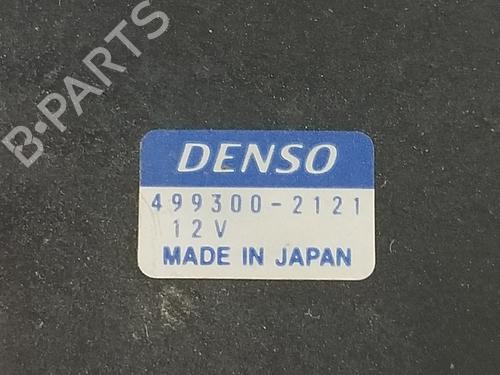 B-PARTS
DENSO
499300-2121
12V
MADE IN JAPAN